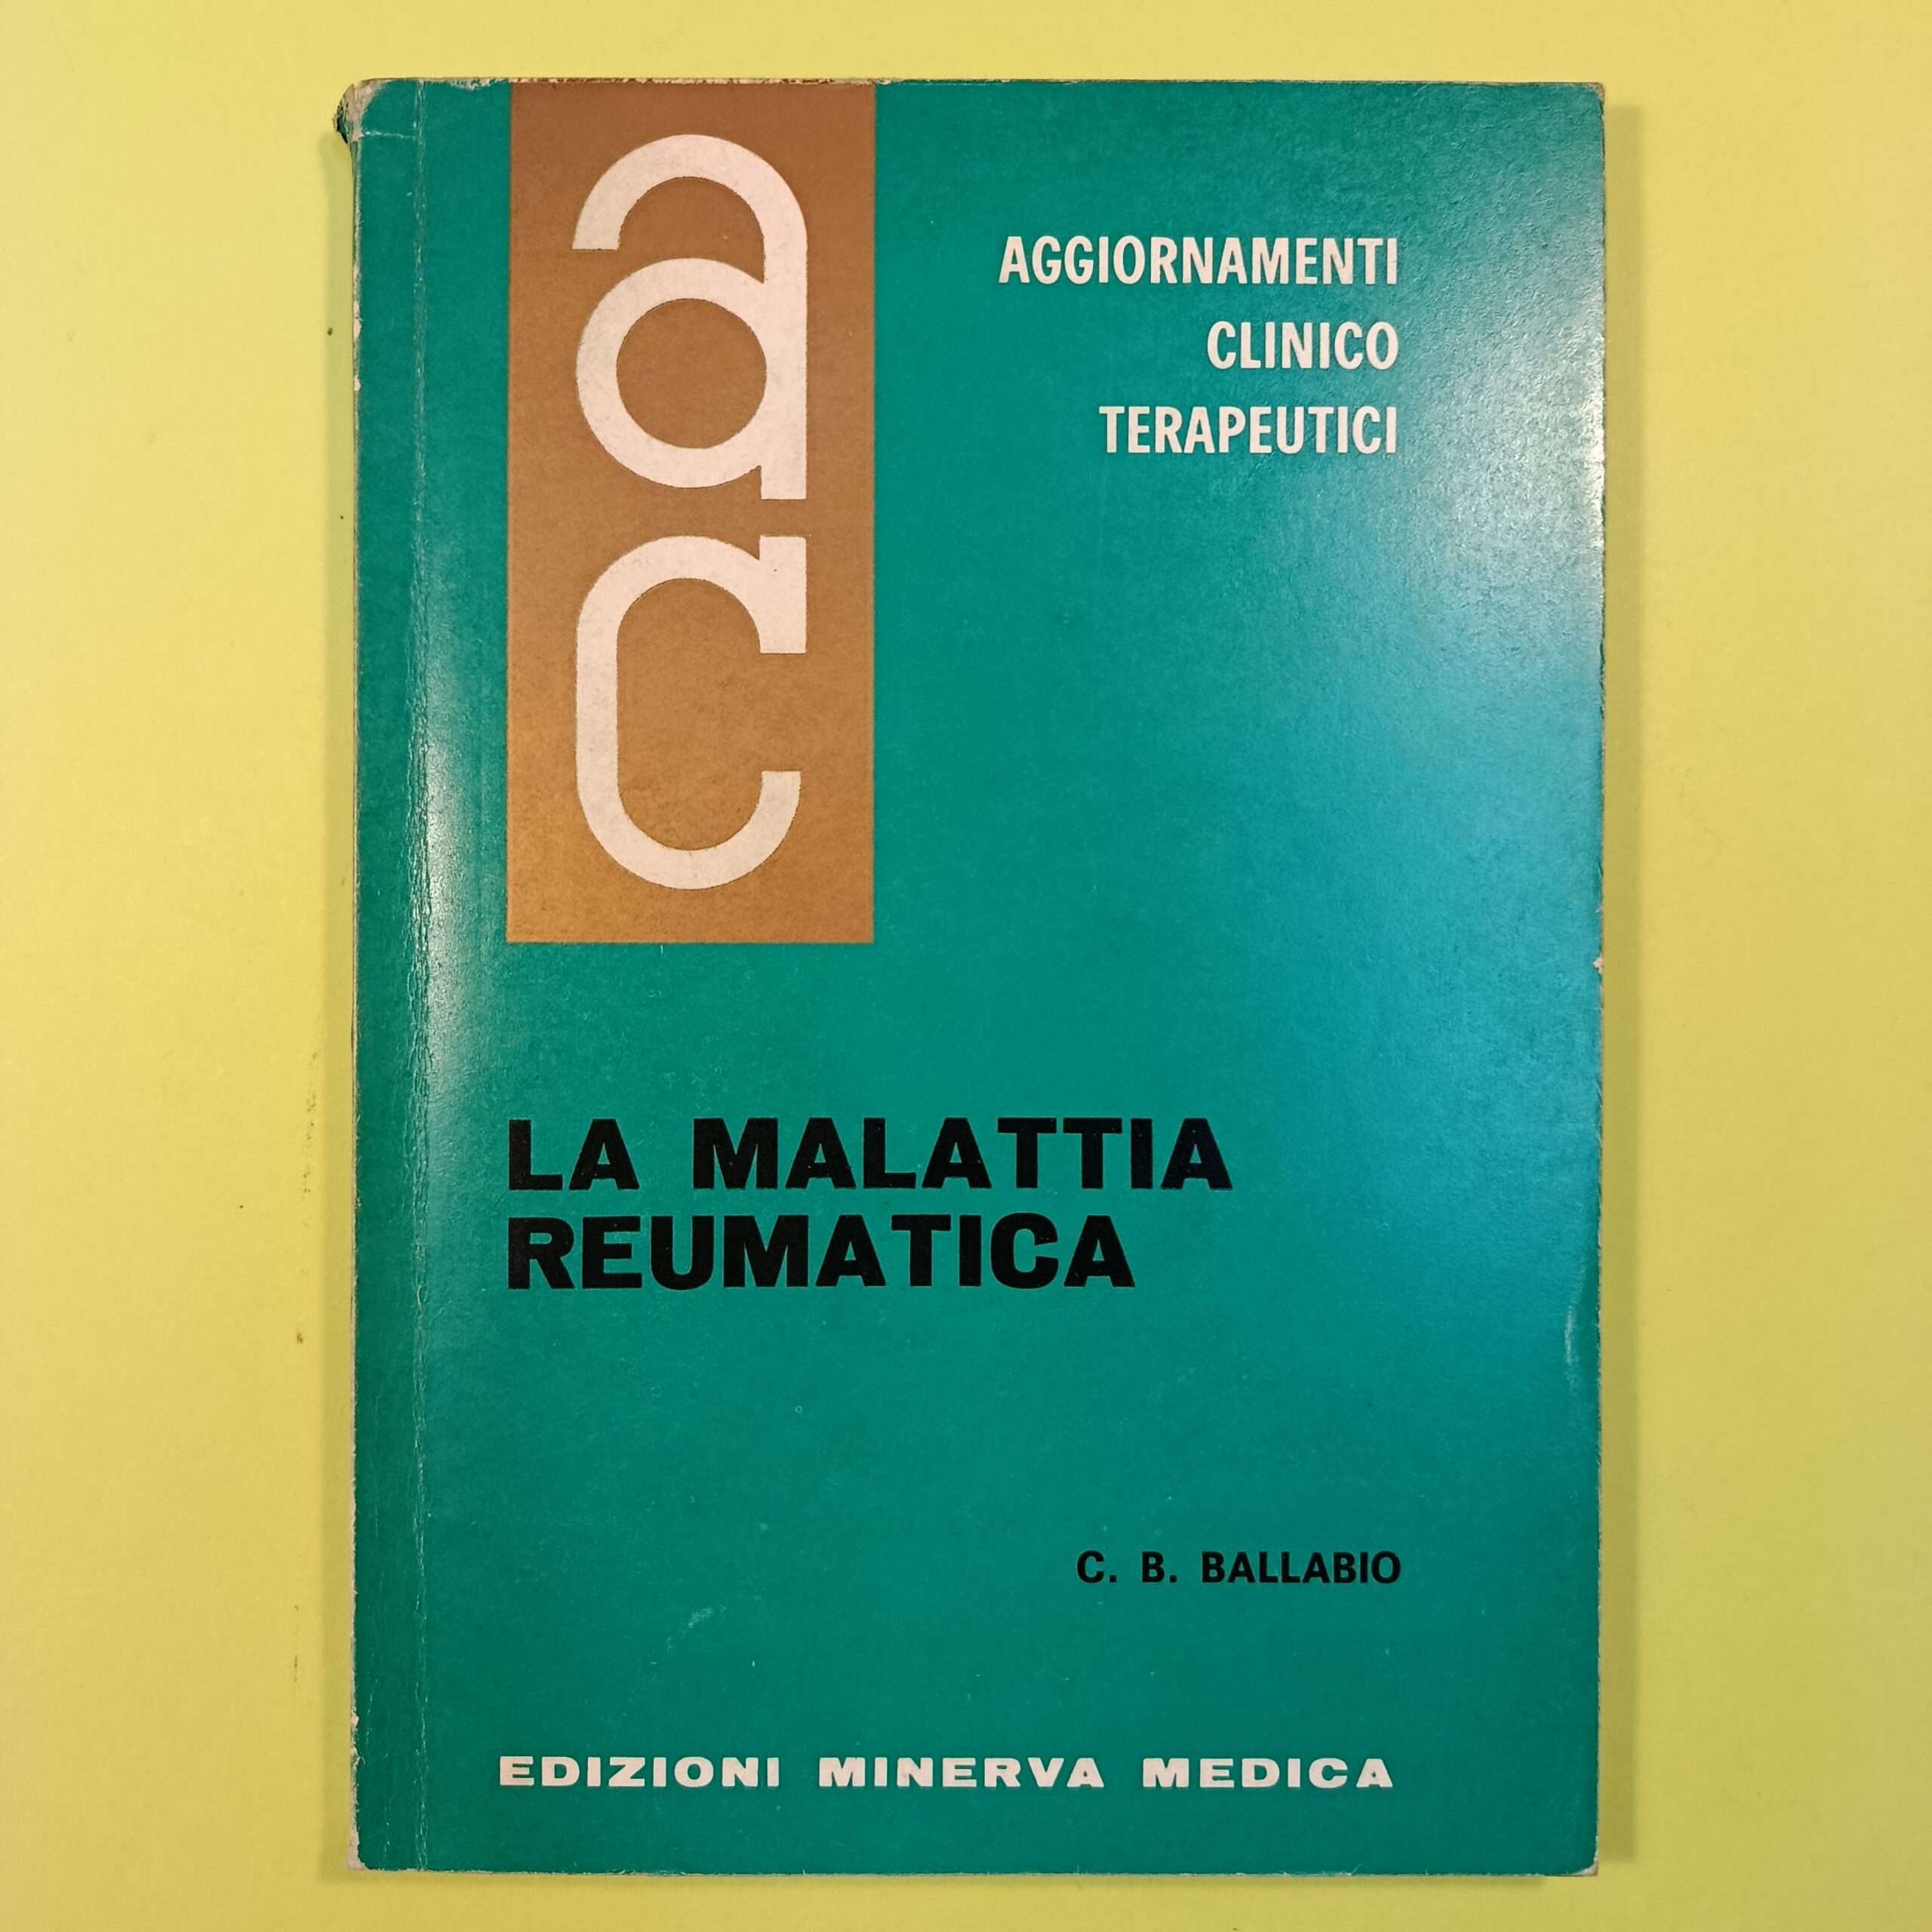 a
c
AGGIORNAMENTI
CLINICO
TERAPEUTICI
LA MALATTIA
REUMATICA
C. B. BALLABIO
EDIZIONI MINERVA MEDICA